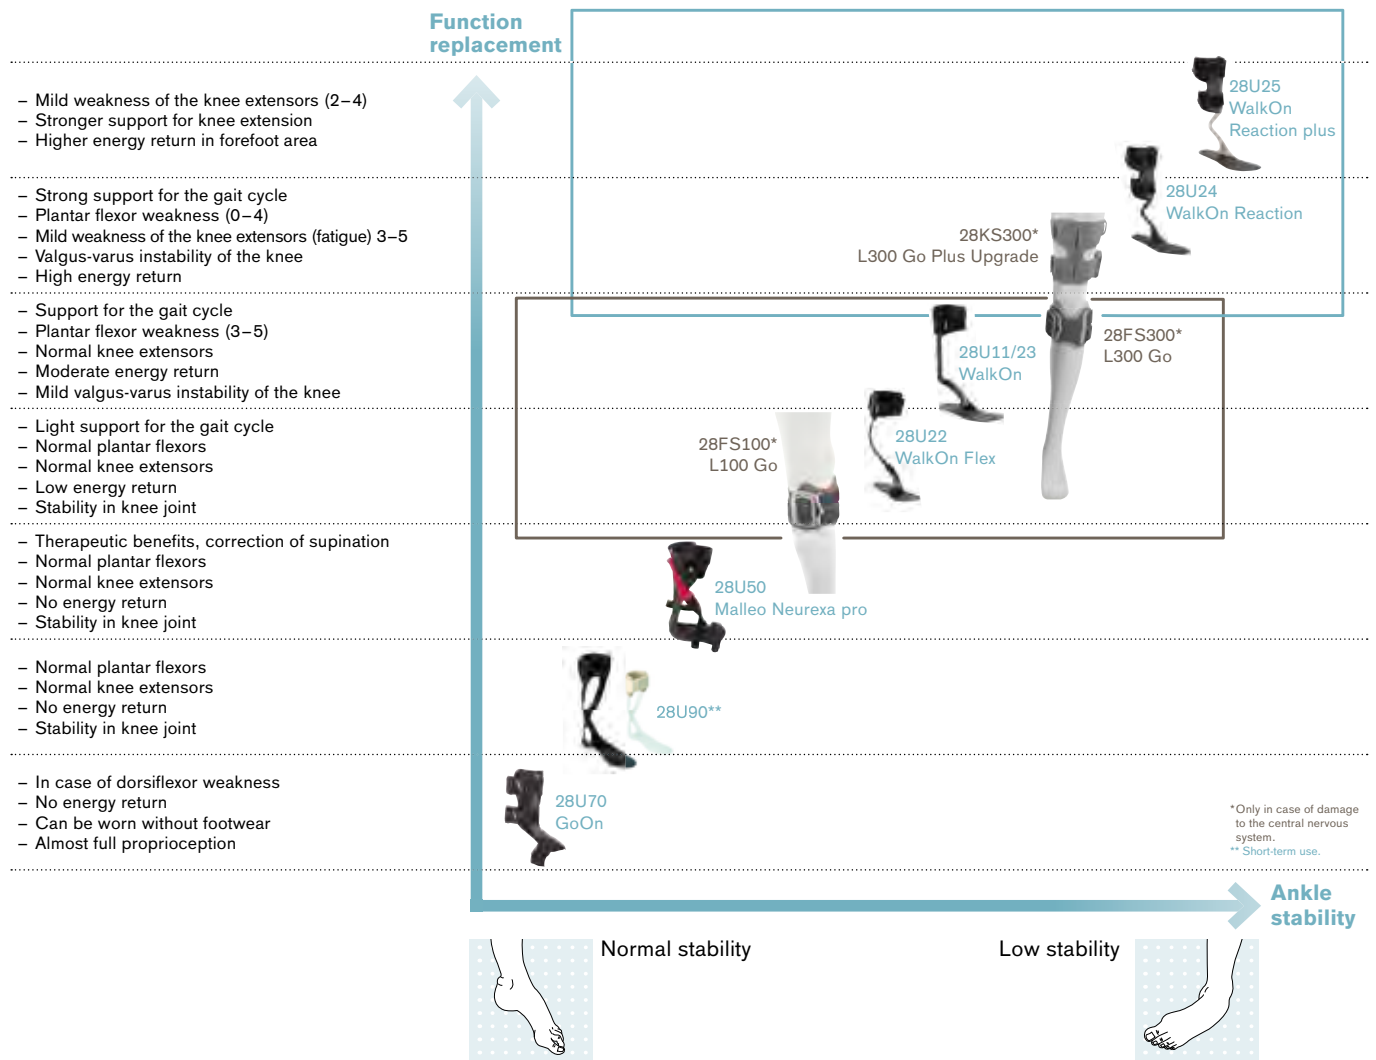 Function
replacement
– Mild weakness of the knee extensors (2–4)
– Stronger support for knee extension
– Higher energy return in forefoot area
28U25
WalkOn
Reaction plus
– Strong support for the gait cycle
– Plantar flexor weakness (0–4)
– Mild weakness of the knee extensors (fatigue) 3–5
– Valgus-varus instability of the knee
– High energy return
28U24
WalkOn Reaction
28KS300*
L300 Go Plus Upgrade
– Support for the gait cycle
– Plantar flexor weakness (3–5)
– Normal knee extensors
– Moderate energy return
– Mild valgus-varus instability of the knee
28FS300*
L300 Go
28U11/23
WalkOn
– Light support for the gait cycle
– Normal plantar flexors
– Normal knee extensors
– Low energy return
– Stability in knee joint
28FS100*
L100 Go
28U22
WalkOn Flex
– Therapeutic benefits, correction of supination
– Normal plantar flexors
– Normal knee extensors
– No energy return
– Stability in knee joint
28U50
Malleo Neurexa pro
– Normal plantar flexors
– Normal knee extensors
– No energy return
– Stability in knee joint
28U90**
– In case of dorsiflexor weakness
– No energy return
– Can be worn without footwear
– Almost full proprioception
28U70
GoOn
*Only in case of damage
to the central nervous
system.
** Short-term use.
Ankle
stability
Normal stability
Low stability